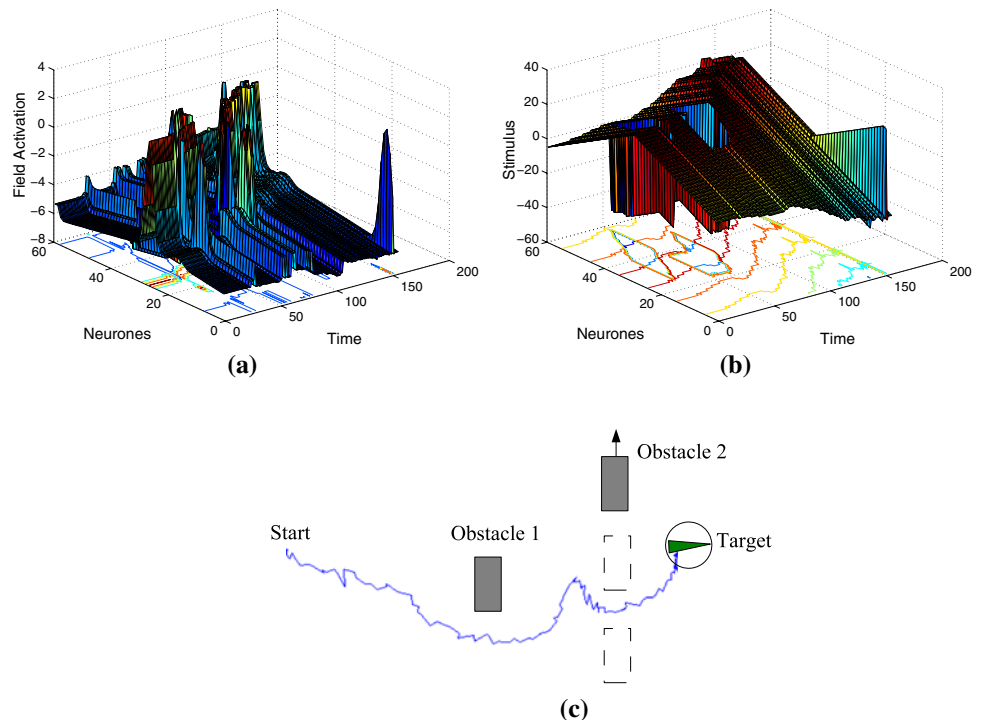 4
2
0
−2
−4
−6
−8
Field Activation
60
40
20
0
Neurones
0
50
100
150
200
Time
(a)
40
20
0
−20
−40
−60
Stimulus
60
40
20
0
Neurones
0
50
100
150
200
Time
(b)
Obstacle 2
Start
Obstacle 1
Target
(c)